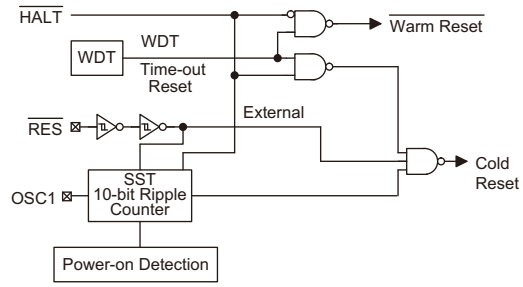 HALT
WDT
WDT
Time-out
Reset
Warm Reset
RES
External
OSC1
SST
10-bit Ripple
Counter
Cold
Reset
Power-on Detection